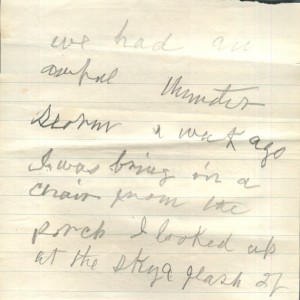 we had an
awful thunder
storm a week ago
I was bring in a
chair from the
porch I looked up
at the sky a flash of